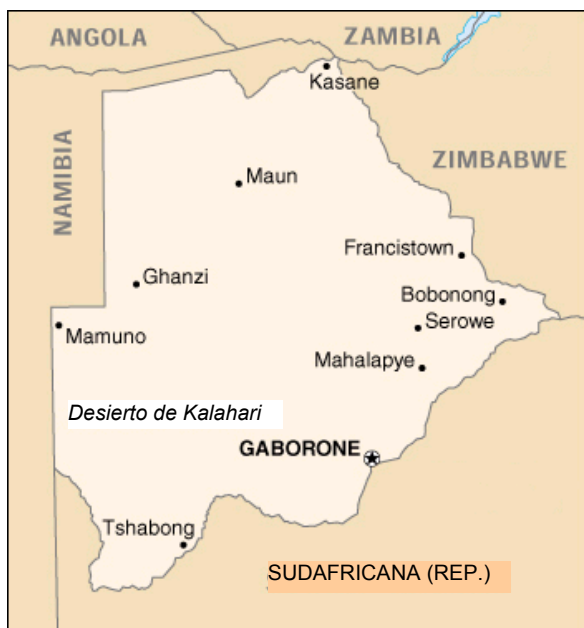 ANGOLA
ZAMBIA
Kasane
NAMIBIA
ZIMBABWE
Maun
Francistown
Ghanzi
Bobonong
Serowe
Mamuno
Mahalapye
Desierto de Kalahari
GABORONE
Tshabong
SUDAFRICANA (REP.)